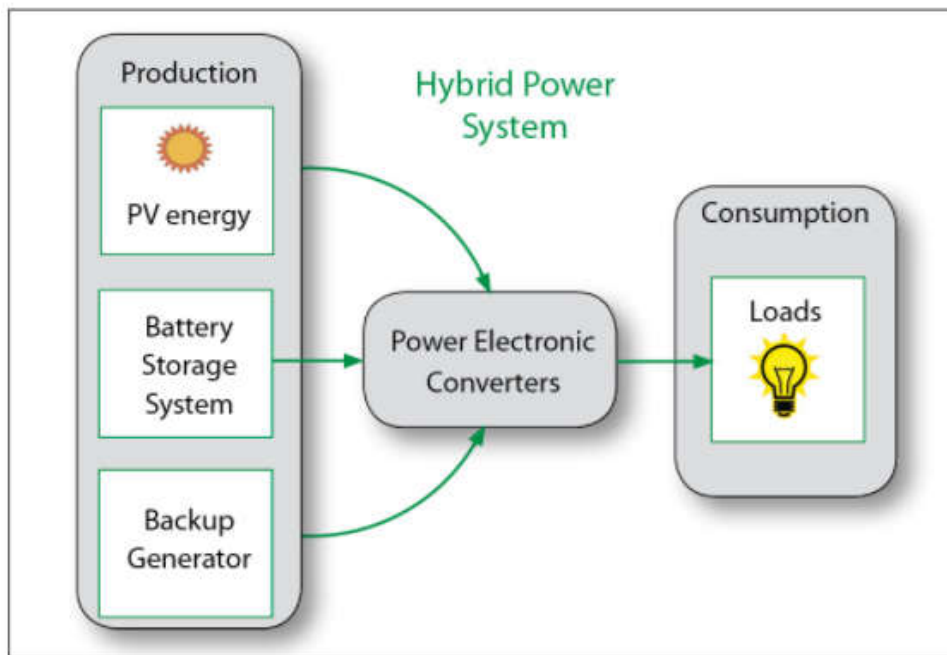 Production
PV energy
Battery
Storage
System
Backup
Generator
Hybrid Power
System
Power Electronic
Converters
Consumption
Loads